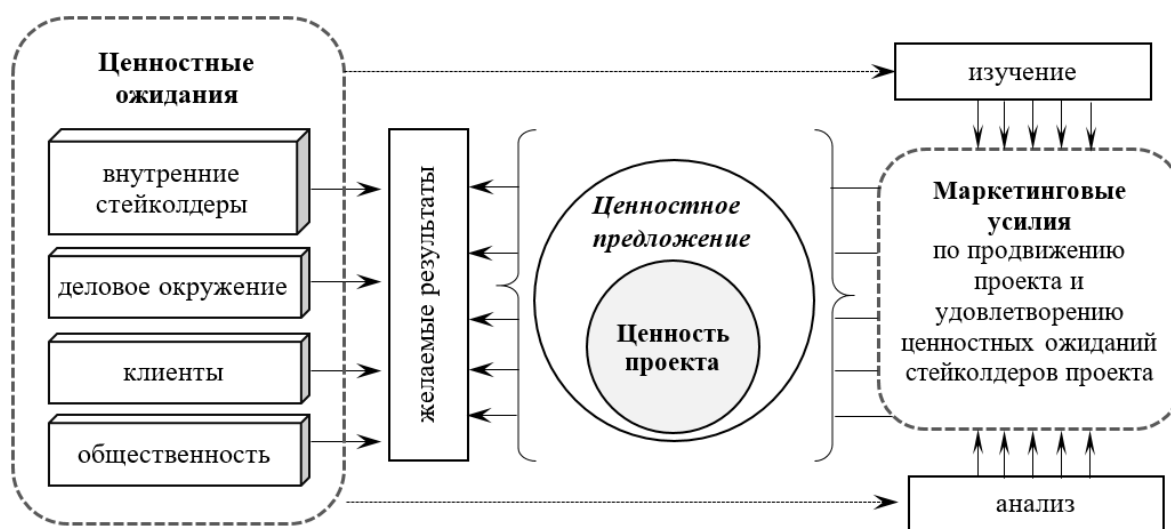 Ценностные
ожидания
внутренние
стейколдеры
деловое окружение
клиенты
общественность
желаемые результаты
Ценностное
предложение
Ценность
проекта
изучение
Маркетинговые
усилия
по продвижению
проекта и
удовлетворению
ценностных ожиданий
стейколдеров проекта
анализ